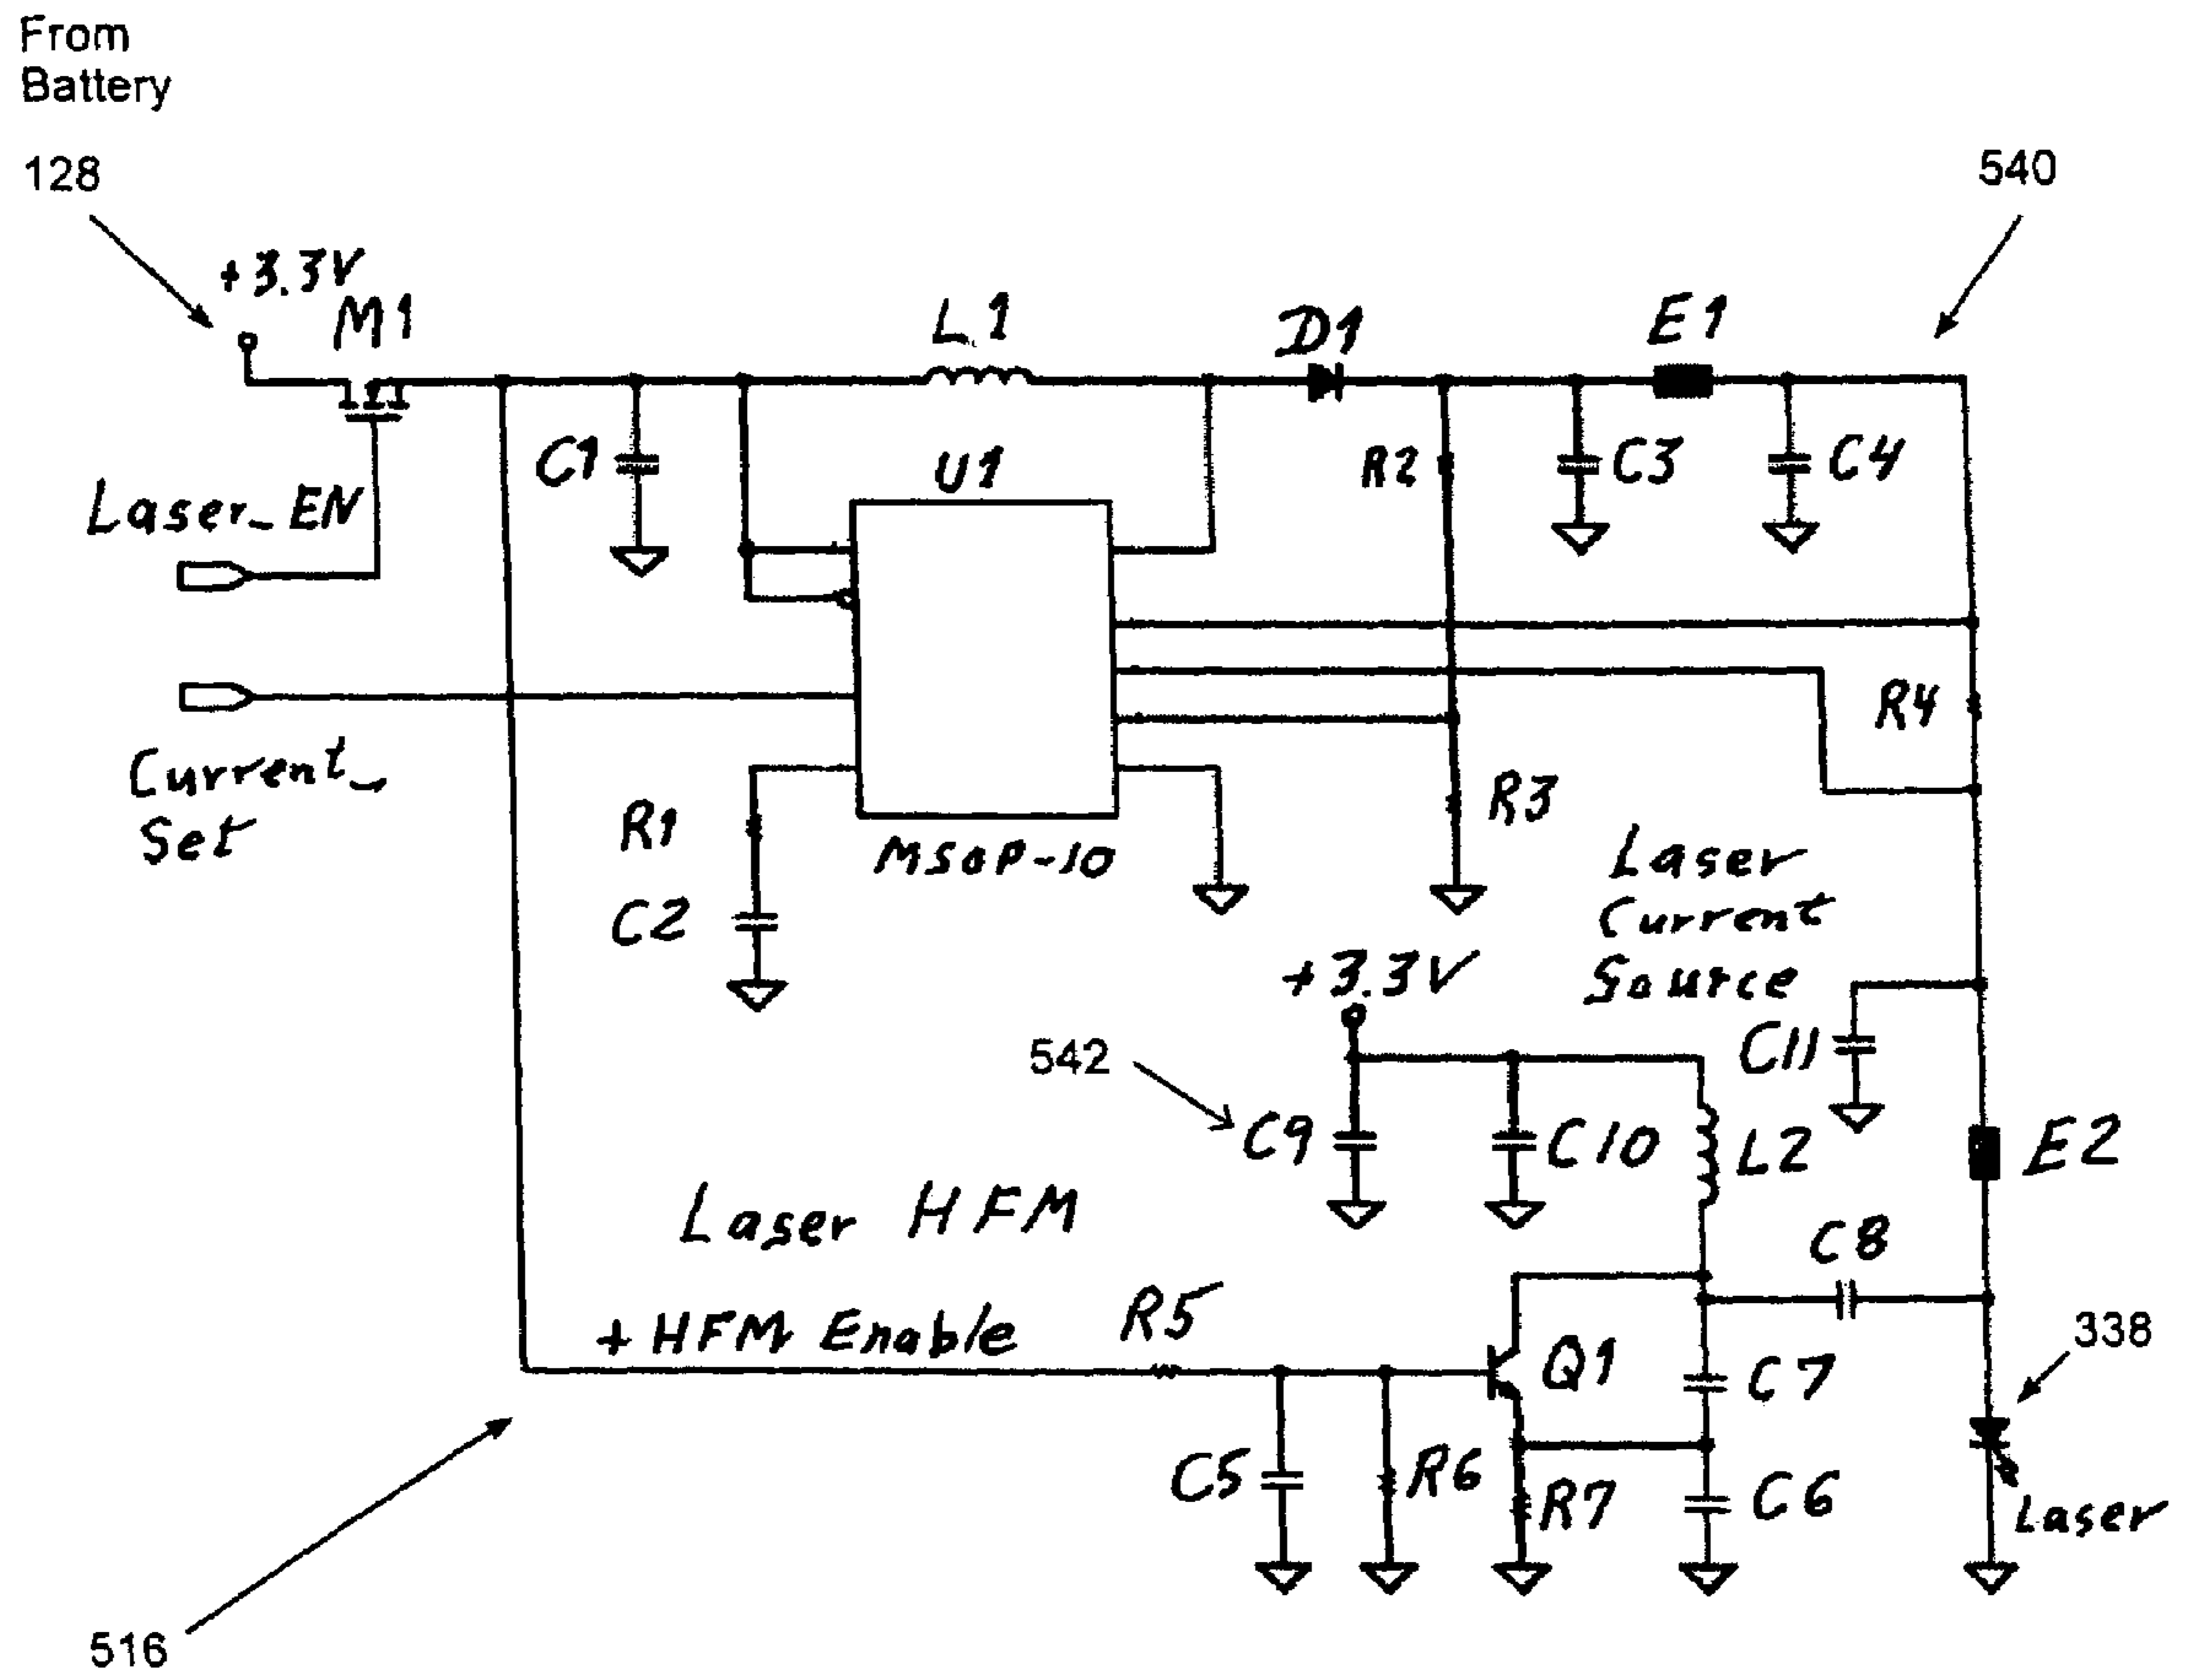 From
Battery
128
540
+3.3V
M1
L1
D1
E1
C1
U1
R2
C3
C4
Laser_EN
Current_
Set
R1
C2
MSOP-10
R3
R4
Laser
Current
Source
+3.3V
542
C9
C10
L2
C11
E2
Laser HFM
C8
+HFM Enable
R5
Q1
C7
338
C5
R6
R7
C6
Laser
516